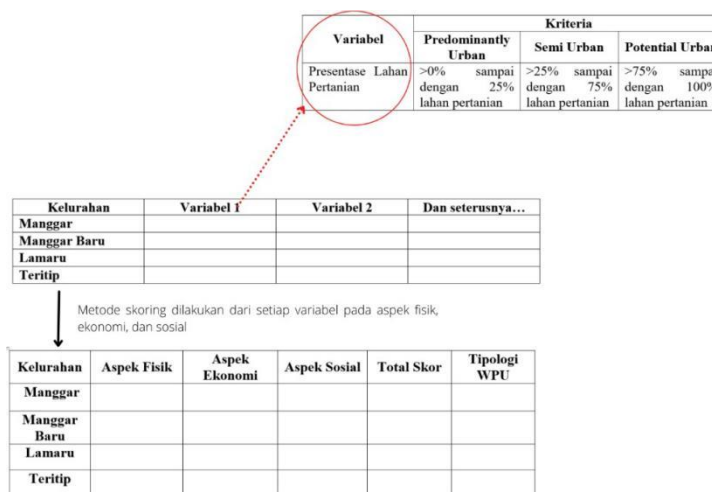 Kriteria
Variabel
Predominantly
Urban
Semi Urban
Potential Urban
Presentase Lahan
Pertanian
>0% sampai
dengan 25%
lahan pertanian
>25% sampai
dengan 75%
lahan pertanian
>75% sampai
dengan 100%
lahan pertanian
Kelurahan Variabel 1 Variabel 2 Dan seterusnya…
Manggar
Manggar Baru
Lamaru
Teritip
Metode skoring dilakukan dari setiap variabel pada aspek fisik,
ekonomi, dan sosial
Kelurahan
Aspek Fisik
Aspek
Ekonomi
Aspek Sosial
Total Skor
Tipologi
WPU
Manggar
Manggar
Baru
Lamaru
Teritip